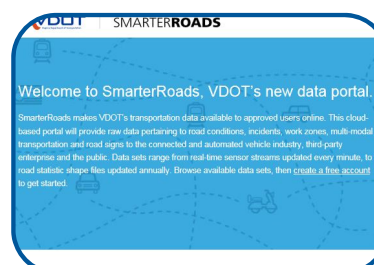 VDOT SMARTERROADS
Welcome to SmarterRoads, VDOT's new data portal.
SmarterRoads makes VDOT's transportation data available to approved users online. This cloud-
based portal will provide raw data pertaining to road conditions, incidents, work zones, multi-modal
transportation and road signs to the connected and automated vehicle industry, third-party
enterprise and the public. Data sets range from real-time sensor streams updated every minute, to
road statistic shape files updated annually. Browse available data sets, then create a free account
to get started.